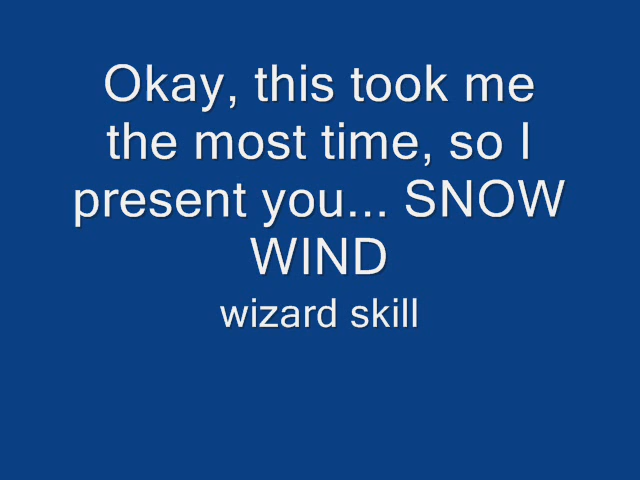 Okay, this took me
the most time, so I
present you... SNOW
WIND
wizard skill